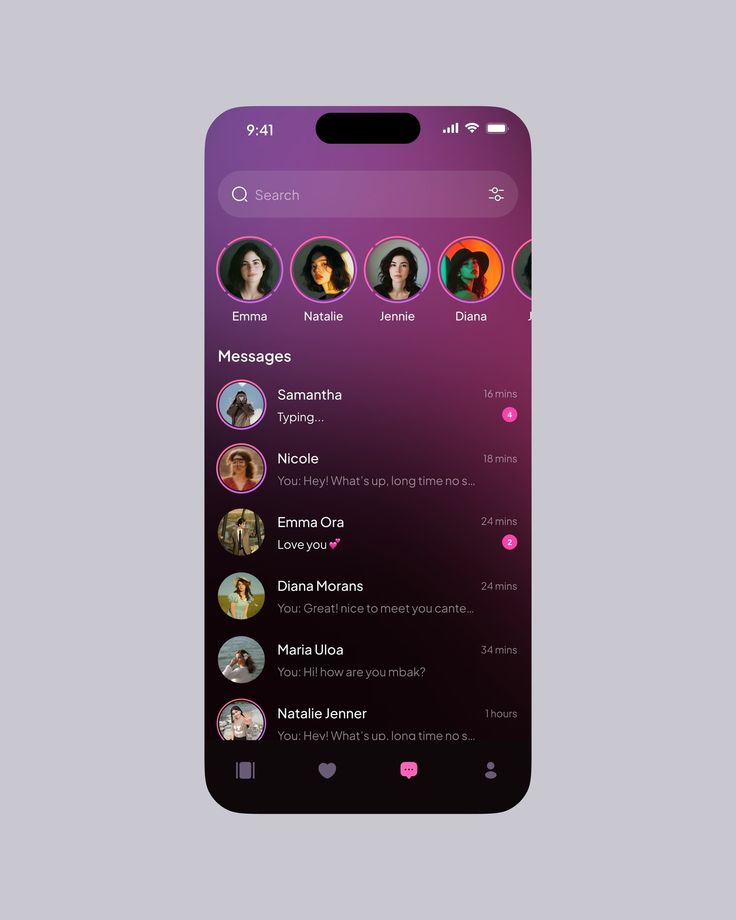 9:41
Search
Emma
Natalie
Jennie
Diana
J
Messages
Samantha
16 mins
Typing...
4
Nicole
18 mins
You: Hey! What's up, long time no s...
Emma Ora
24 mins
Love you 💕
2
Diana Morans
24 mins
You: Great! nice to meet you cante...
Maria Uloa
34 mins
You: Hi! how are you mbak?
Natalie Jenner
1 hours
You: Hey! What's up, long time no s...